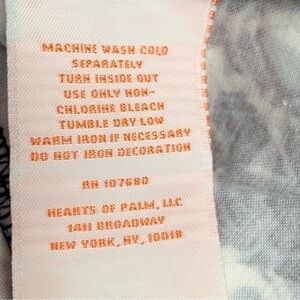 MACHINE WASH COLD
SEPARATELY
TURN INSIDE OUT
USE ONLY NON-
CHLORINE BLEACH
TUMBLE DRY LOW
WARM IRON IF NECESSARY
DO NOT IRON DECORATION
RN 107680
HEARTS OF PALM, LLC
1411 BROADWAY
NEW YORK, NY, 10018